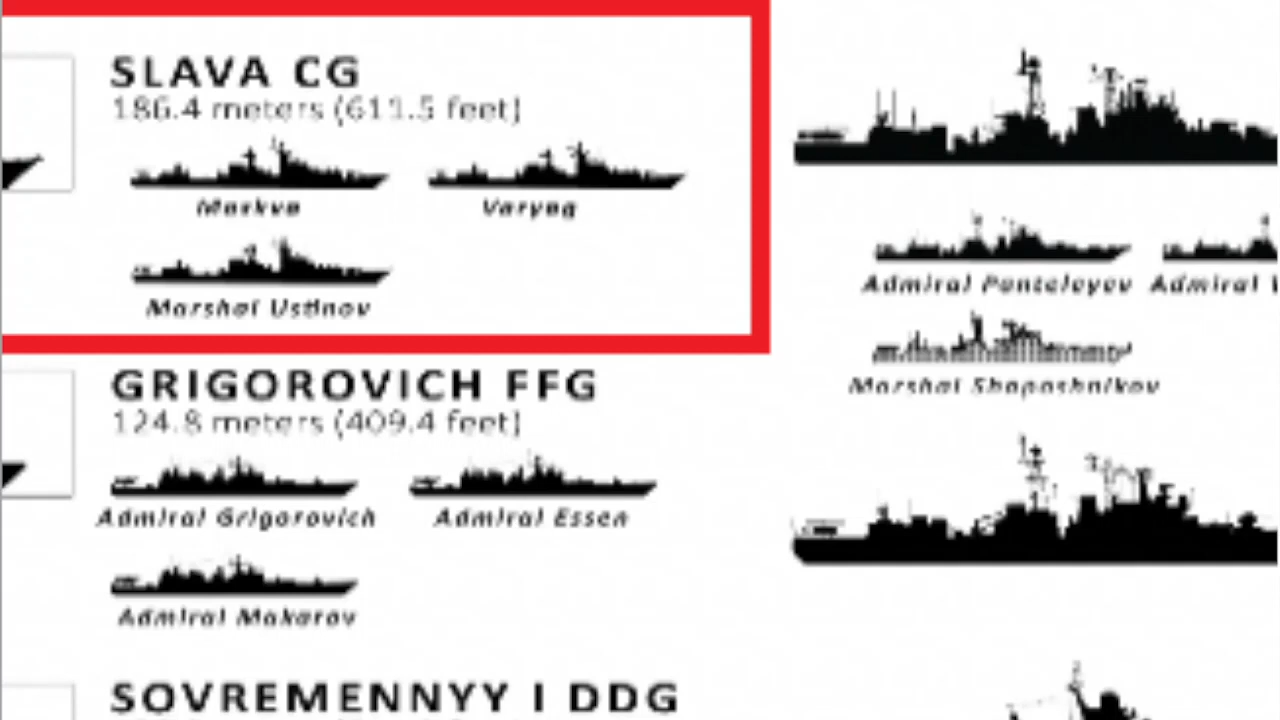 SLAVA CG
186.4 meters (611.5 feet)
Moskva
Varyag
Marshal Ustinov
GRIGOROVICH FFG
124.8 meters (409.4 feet)
Admiral Grigorovich
Admiral Essen
Admiral Makarov
SOVREMENNYY I DDG
Admiral Panteleyev
Admiral V
Marshal Shaposhnikov